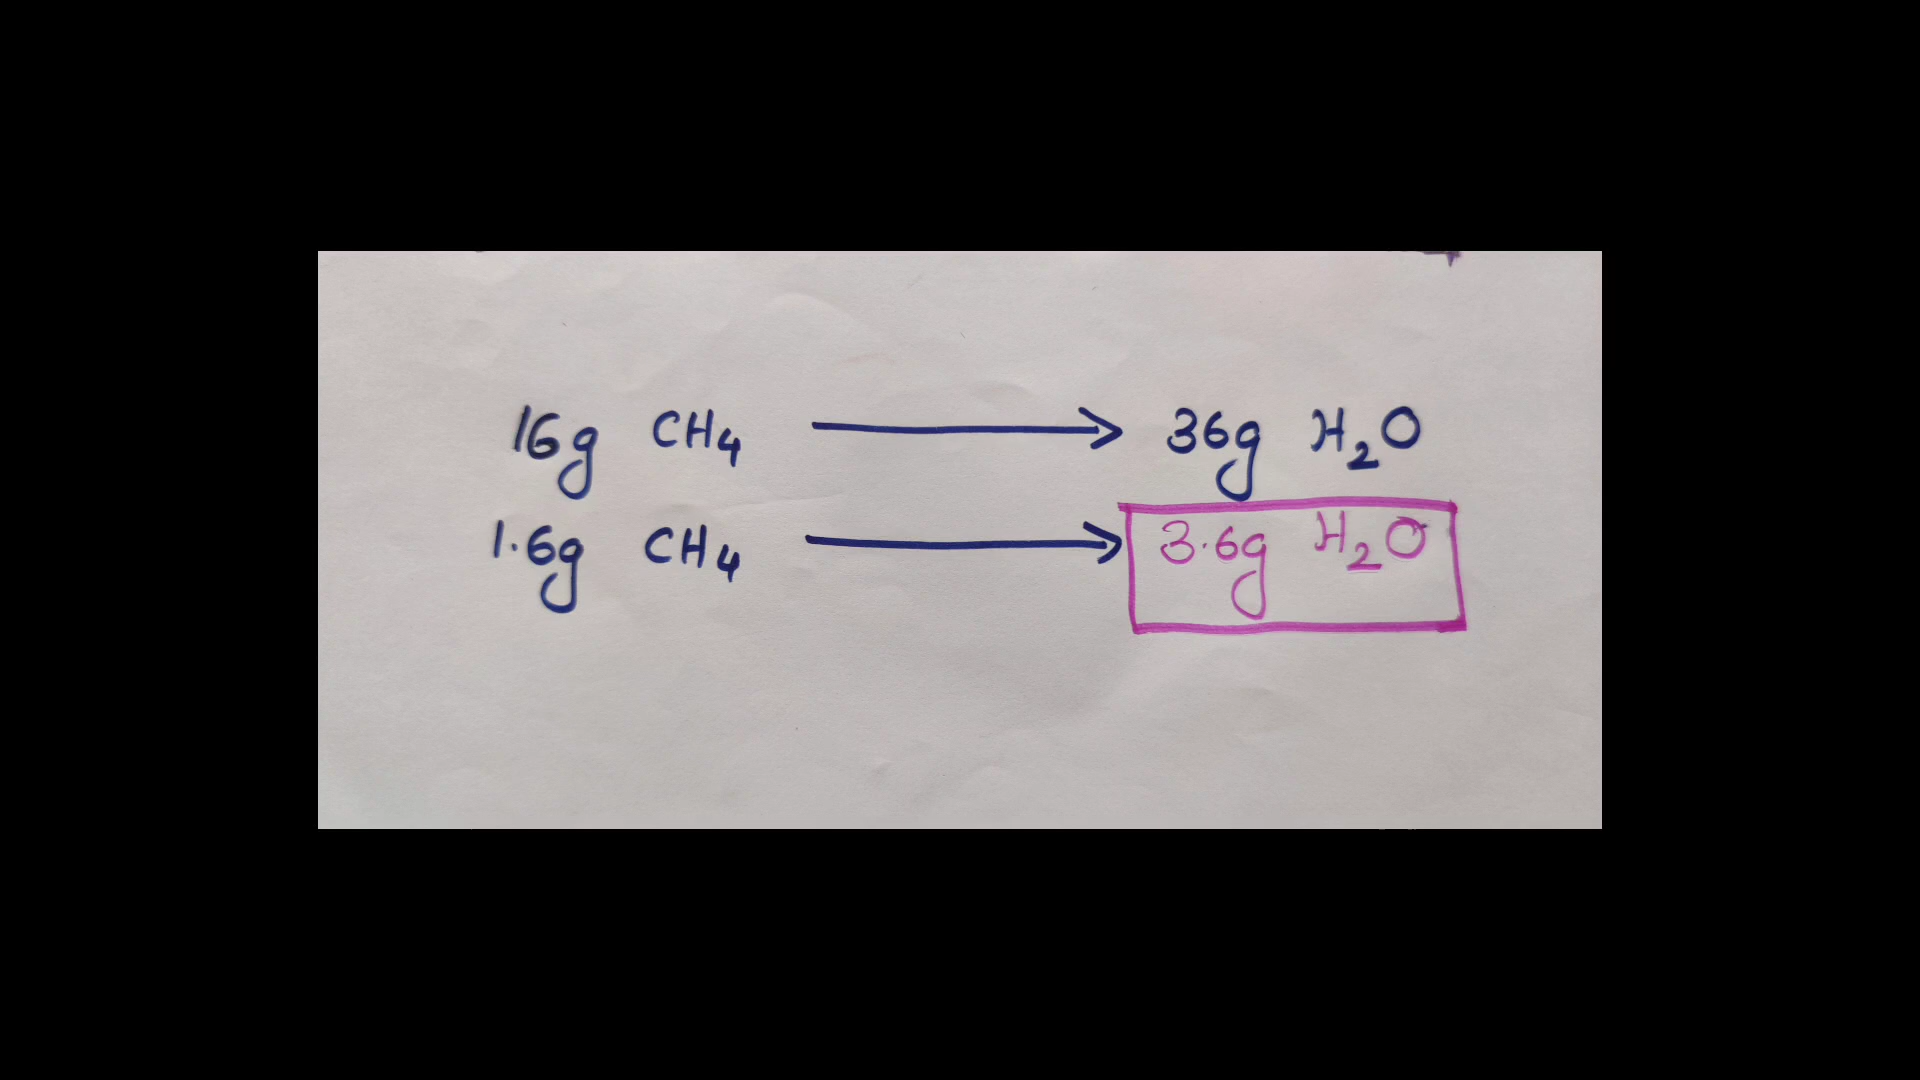 16g CH₄ ⟶ 36g H₂O
1.6g CH₄ ⟶ 3.6g H₂O